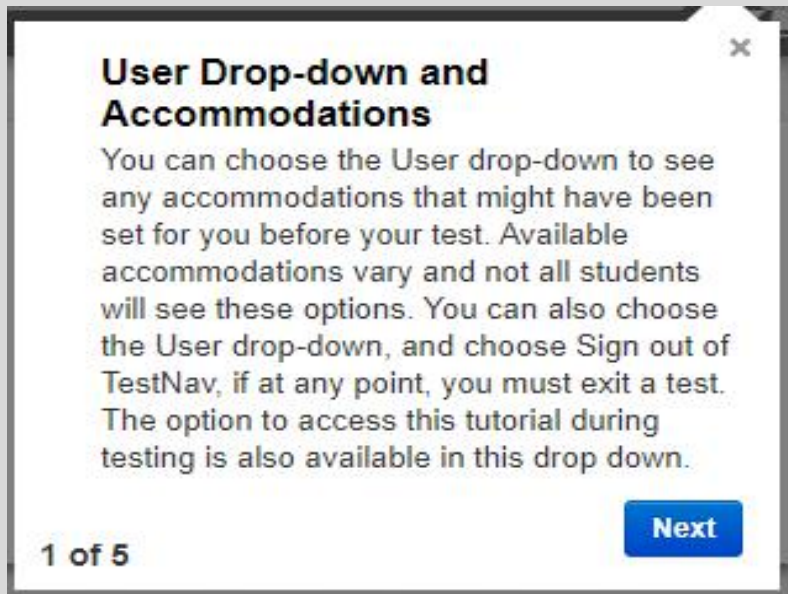 User Drop-down and
Accommodations
You can choose the User drop-down to see
any accommodations that might have been
set for you before your test. Available
accommodations vary and not all students
will see these options. You can also choose
the User drop-down, and choose Sign out of
TestNav, if at any point, you must exit a test.
The option to access this tutorial during
testing is also available in this drop down.
Next
1 of 5